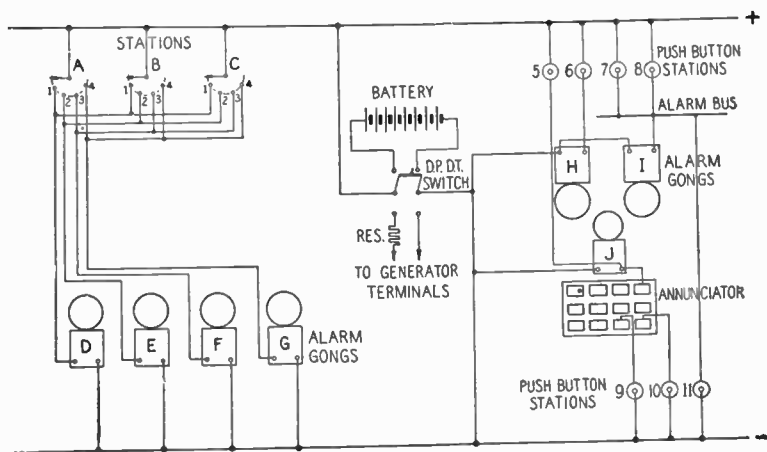 +
STATIONS
A B C
1 2 3 4 1 2 3 4 1 2 3 4
BATTERY
D.P. D.T.
SWITCH
RES.
TO GENERATOR
TERMINALS
5 6 7 8
PUSH BUTTON
STATIONS
ALARM BUS
H I
ALARM
GONGS
J
ANNUNCIATOR
D E F G
ALARM
GONGS
PUSH BUTTON
STATIONS
9 10 11
-